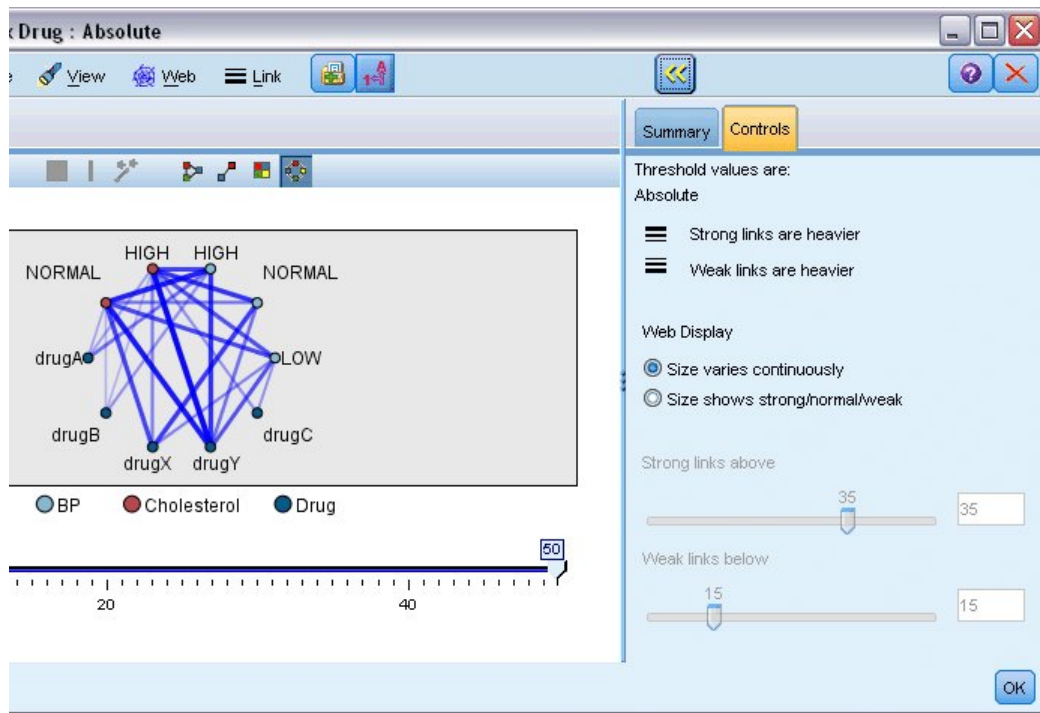 Drug : Absolute
View Web Link
Summary Controls
Threshold values are:
Absolute
Strong links are heavier
Weak links are heavier
Web Display
Size varies continuously
Size shows strong/normal/weak
Strong links above
35
35
Weak links below
15
15
OK
HIGH HIGH
NORMAL NORMAL
drugA LOW
drugB drugC
drugX drugY
BP Cholesterol Drug
50
20 40